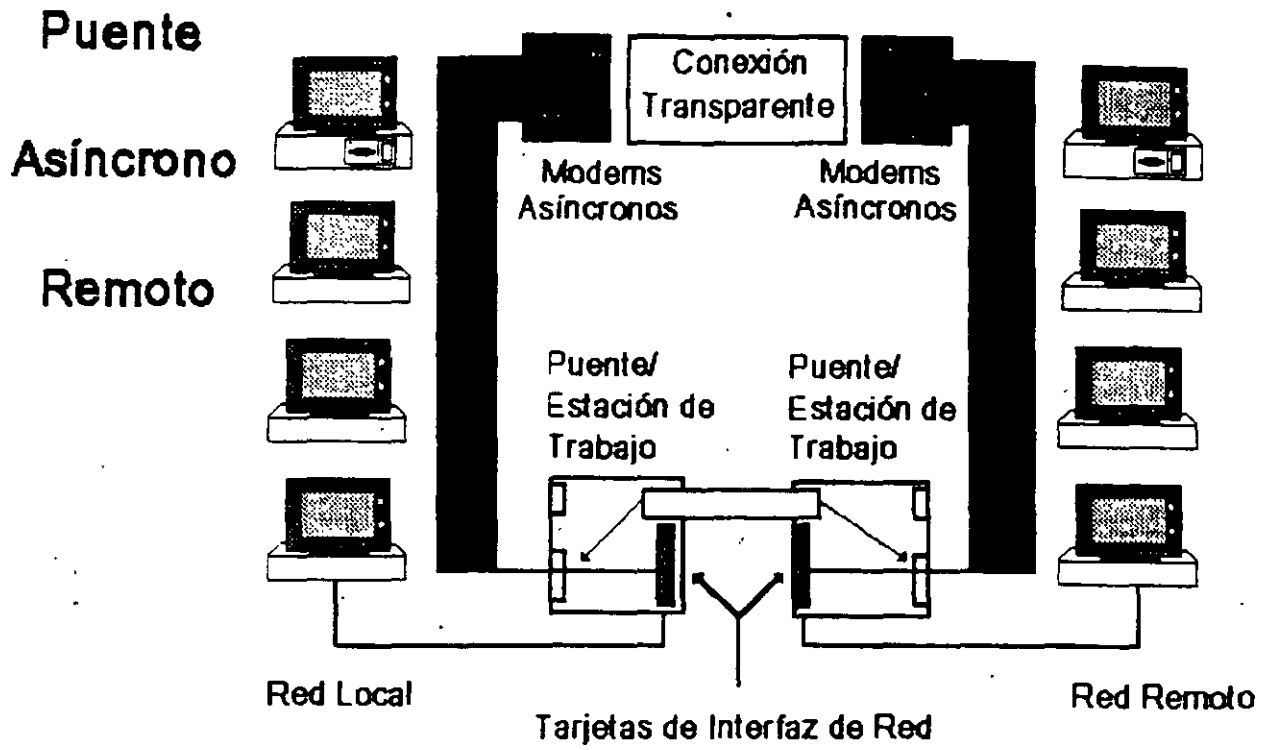 Puente
Asíncrono
Remoto
Conexión
Transparente
Modems
Asíncronos
Modems
Asíncronos
Puente/
Estación de
Trabajo
Puente/
Estación de
Trabajo
Red Local
Tarjetas de Interfaz de Red
Red Remoto